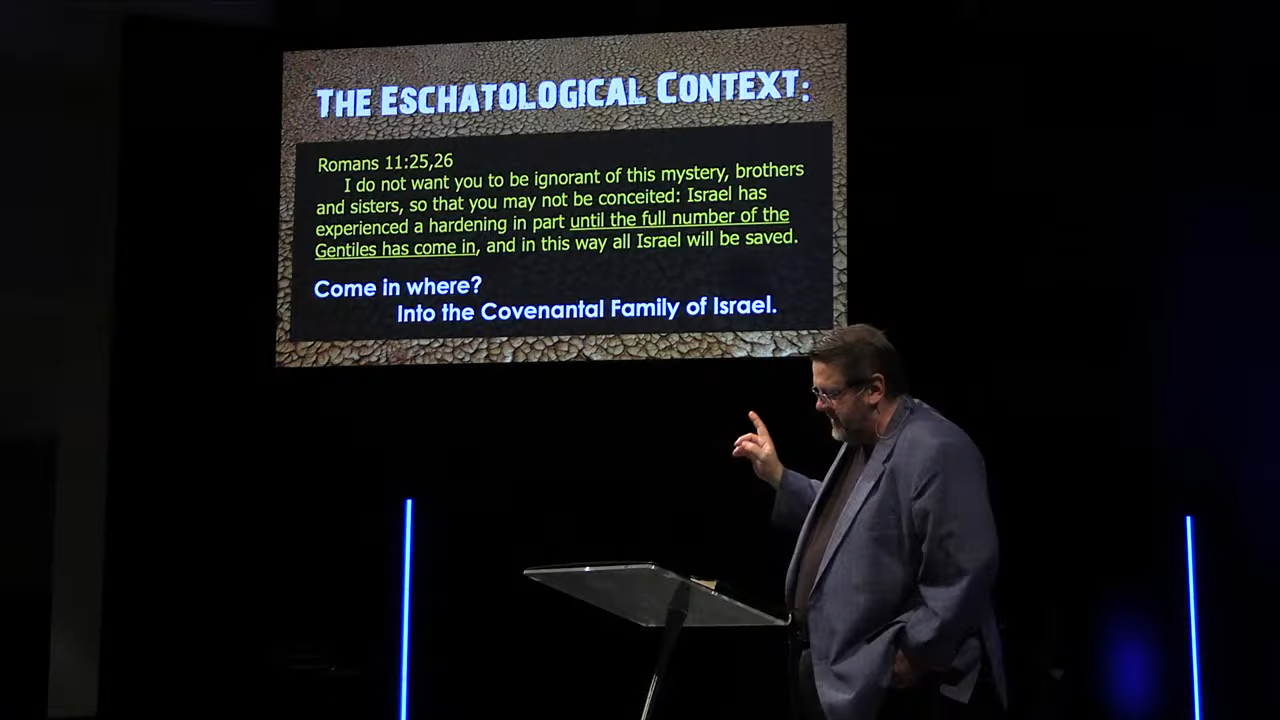 THE ESCHATOLOGICAL CONTEXT:
Romans 11:25,26
I do not want you to be ignorant of this mystery, brothers
and sisters, so that you may not be conceited: Israel has
experienced a hardening in part until the full number of the
Gentiles has come in, and in this way all Israel will be saved.
Come in where?
Into the Covenantal Family of Israel.